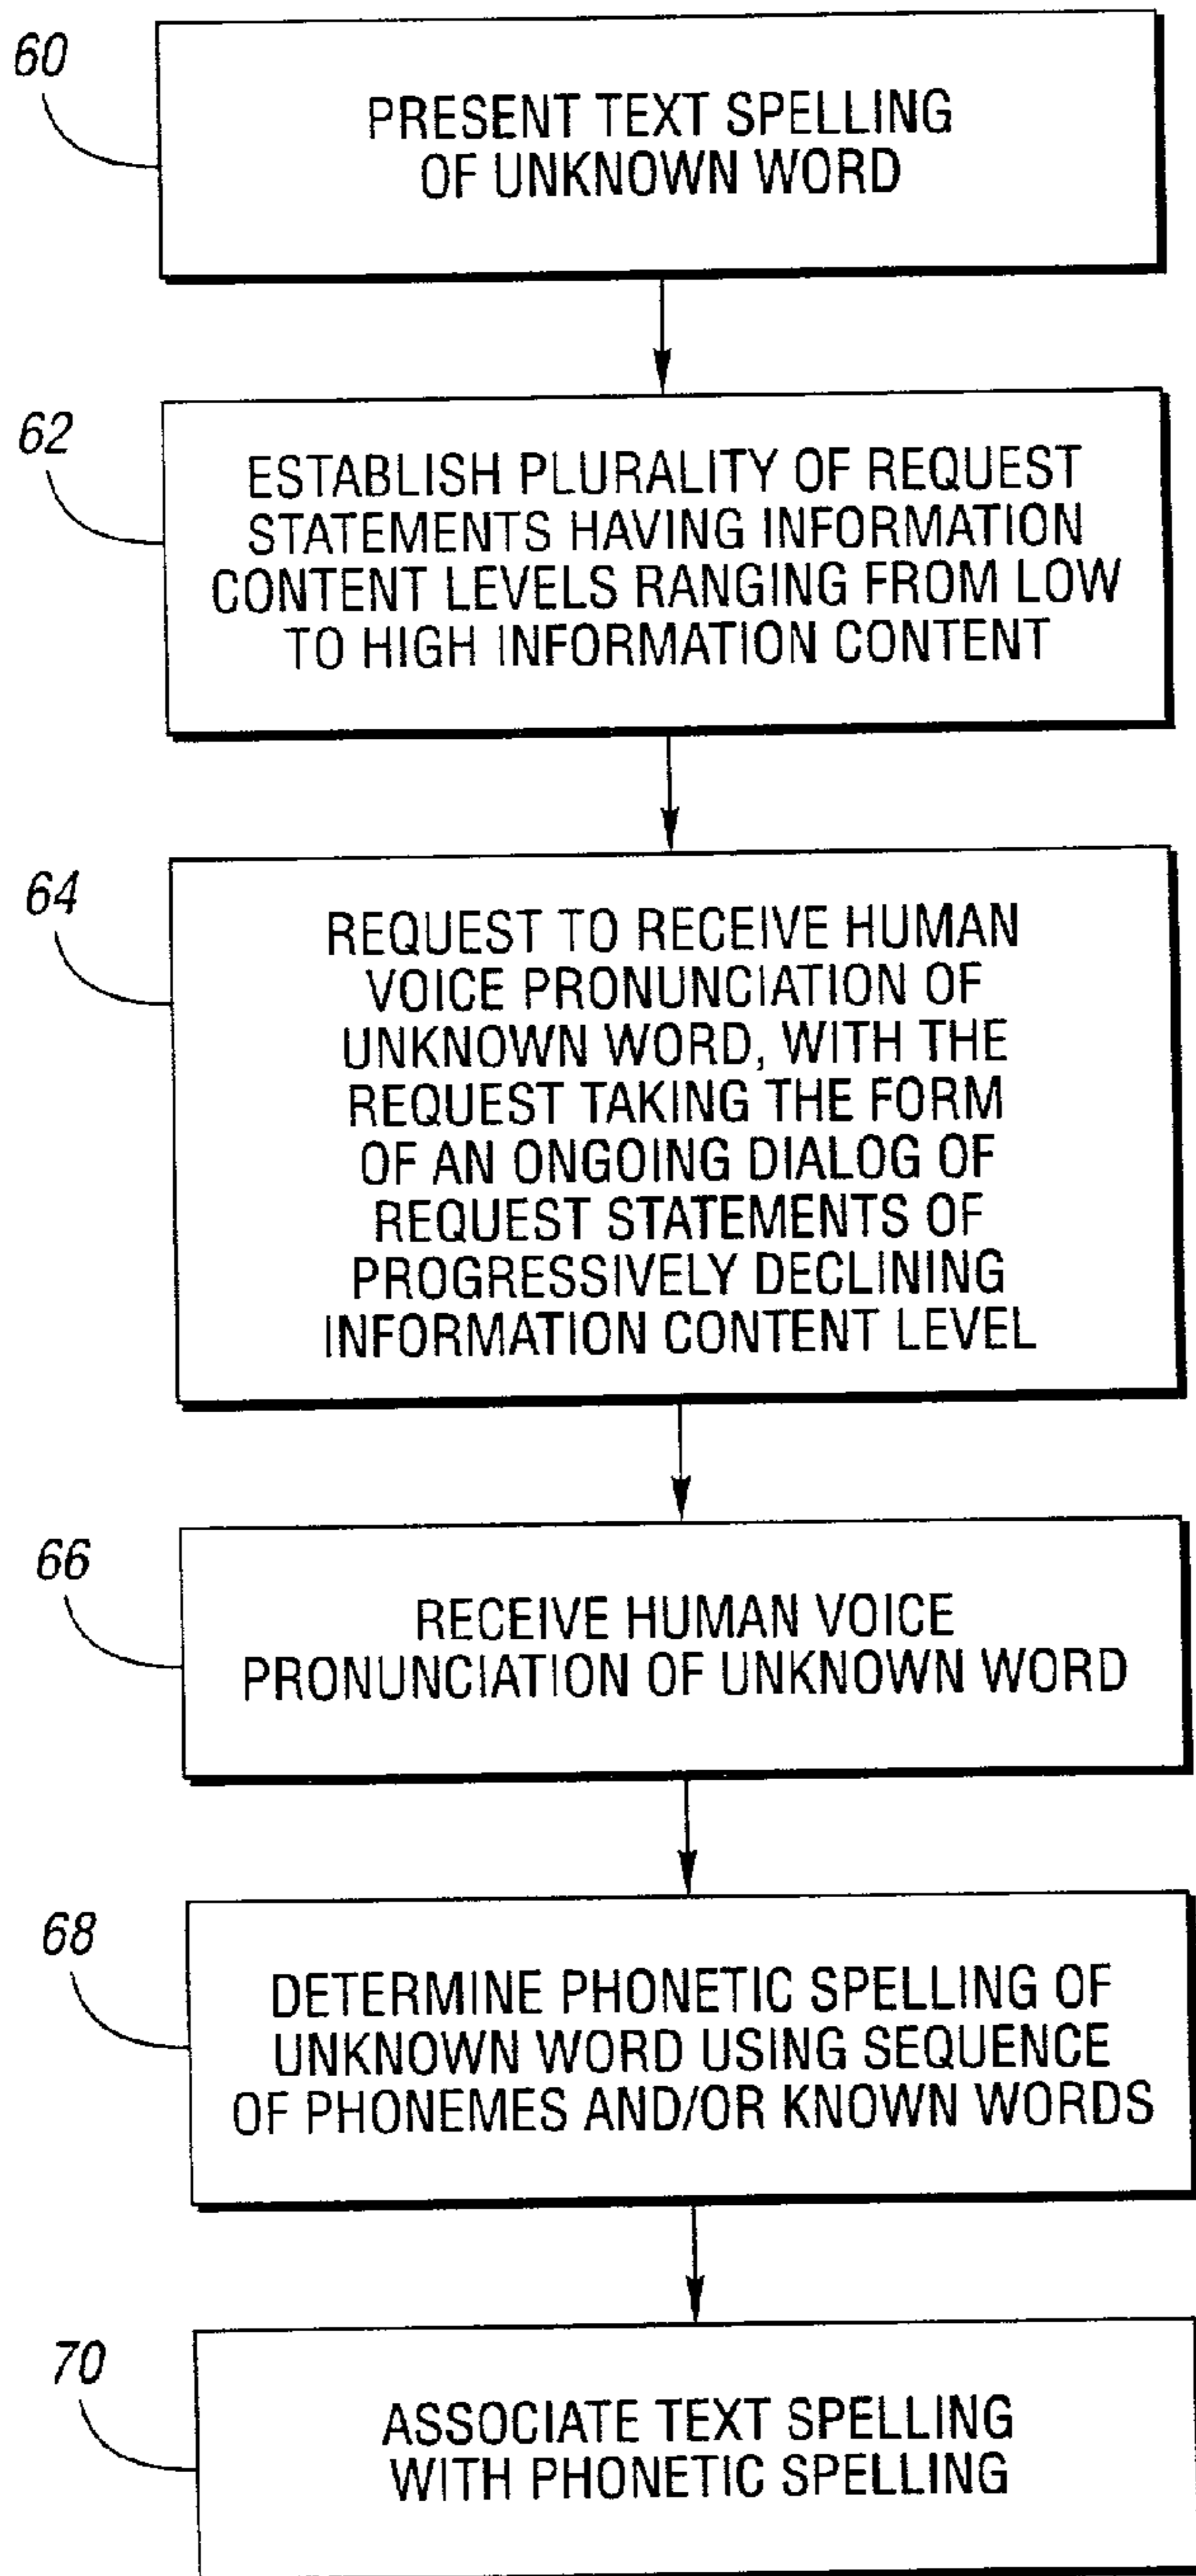 60
PRESENT TEXT SPELLING
OF UNKNOWN WORD
62
ESTABLISH PLURALITY OF REQUEST
STATEMENTS HAVING INFORMATION
CONTENT LEVELS RANGING FROM LOW
TO HIGH INFORMATION CONTENT
64
REQUEST TO RECEIVE HUMAN
VOICE PRONUNCIATION OF
UNKNOWN WORD, WITH THE
REQUEST TAKING THE FORM
OF AN ONGOING DIALOG OF
REQUEST STATEMENTS OF
PROGRESSIVELY DECLINING
INFORMATION CONTENT LEVEL
66
RECEIVE HUMAN VOICE
PRONUNCIATION OF UNKNOWN WORD
68
DETERMINE PHONETIC SPELLING OF
UNKNOWN WORD USING SEQUENCE
OF PHONEMES AND/OR KNOWN WORDS
70
ASSOCIATE TEXT SPELLING
WITH PHONETIC SPELLING